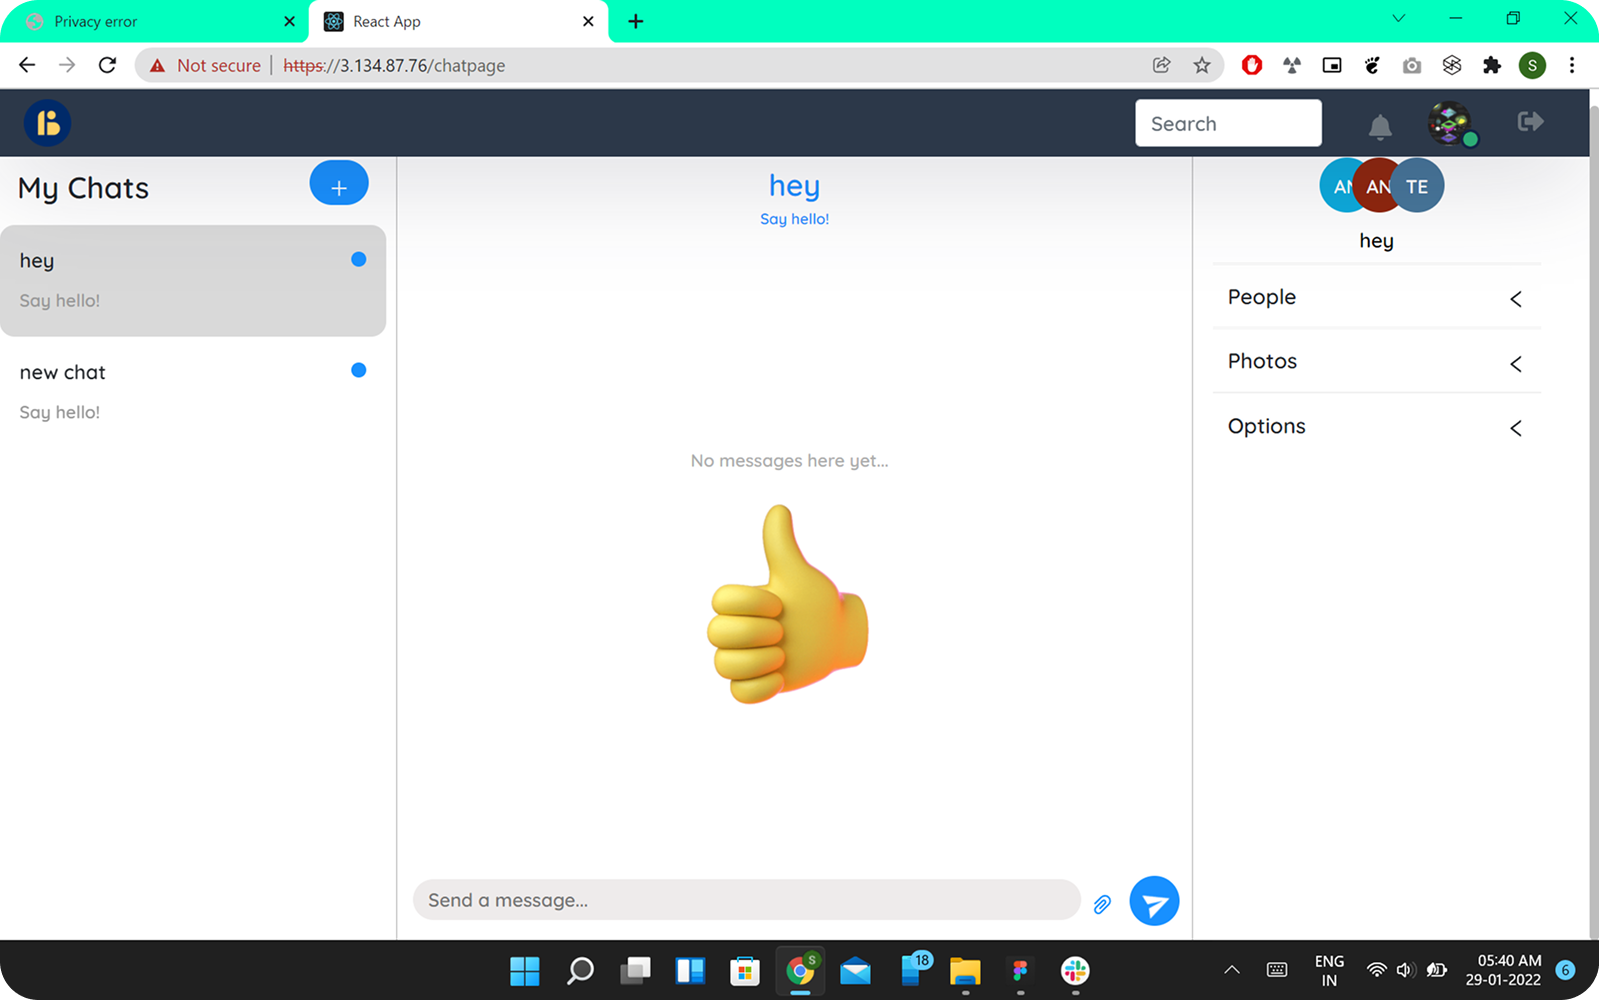 Privacy error
React App
Not secure
https://3.134.87.76/chatpage
S
Search
My Chats
+
hey
Say hello!
new chat
Say hello!
hey
Say hello!
No messages here yet...
Send a message...
AN
AN
TE
hey
People
Photos
Options
S
18
ENG
IN
05:40 AM
29-01-2022
6